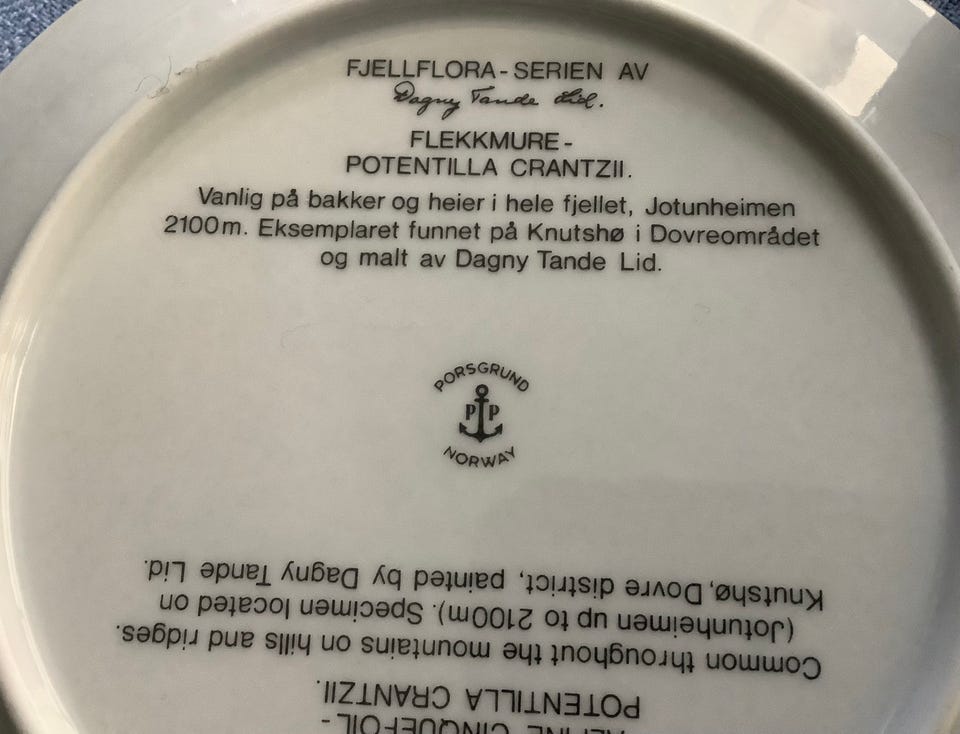 FJELLFLORA - SERIEN AV
Dagny Tande Lid.
FLEKKMURE -
POTENTILLA CRANTZII.
Vanlig på bakker og heier i hele fjellet, Jotunheimen
2100m. Eksemplaret funnet på Knutshø i Dovreområdet
og malt av Dagny Tande Lid.
PORSGRUND
P P
NORWAY
ALPINE CINQUEFOIL -
POTENTILLA CRANTZII.
Common throughout the mountains on hills and ridges.
(Jotunheimen up to 2100m). Specimen located on
Knutshø, Dovre district, painted by Dagny Tande Lid.